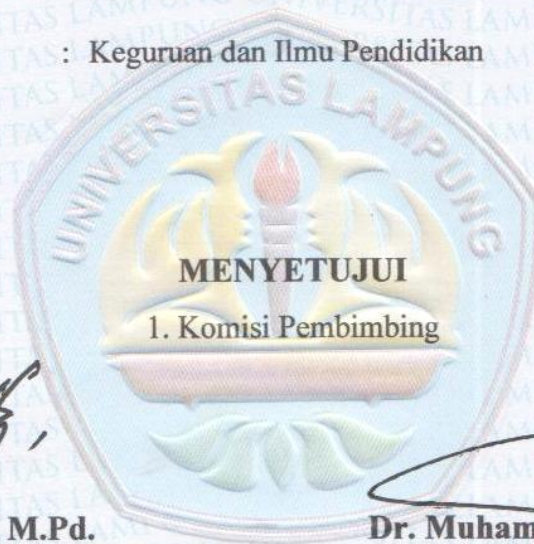 : Keguruan dan Ilmu Pendidikan
UNIVERSITAS LAMPUNG
MENYETUJUI
1. Komisi Pembimbing
M.Pd.
Dr. Muham